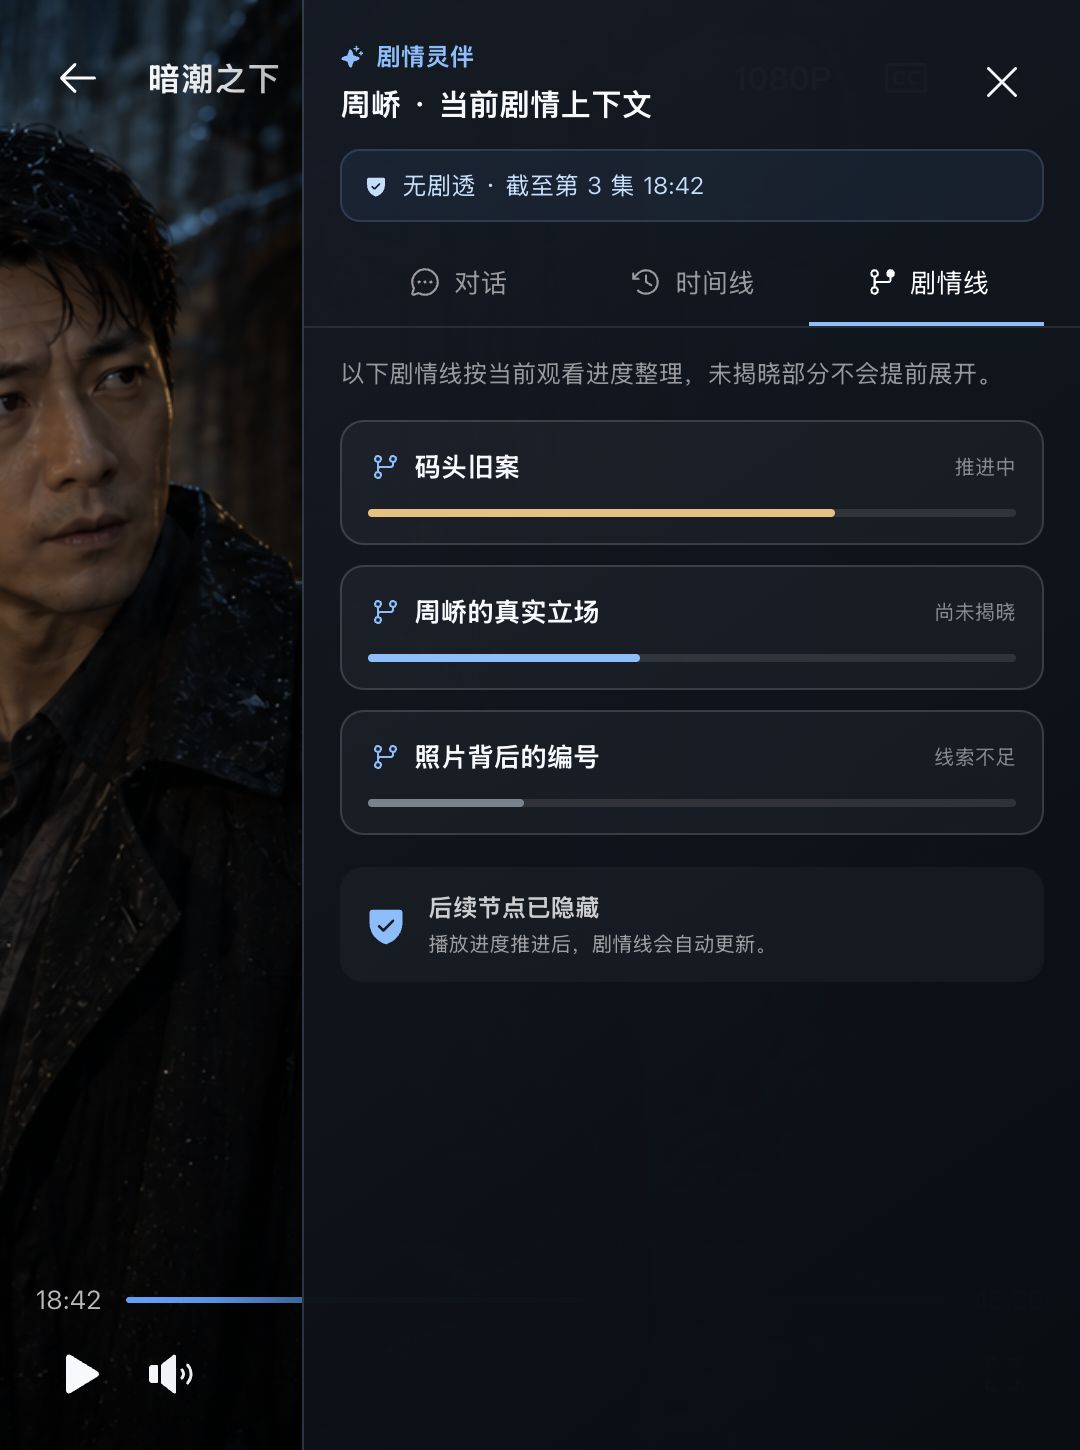 暗潮之下
剧情灵伴
周峤 · 当前剧情上下文
1080P
CC
无剧透 · 截至第 3 集 18:42
对话
时间线
剧情线
以下剧情线按当前观看进度整理，未揭晓部分不会提前展开。
码头旧案
推进中
周峤的真实立场
尚未揭晓
照片背后的编号
线索不足
后续节点已隐藏
播放进度推进后，剧情线会自动更新。
18:42